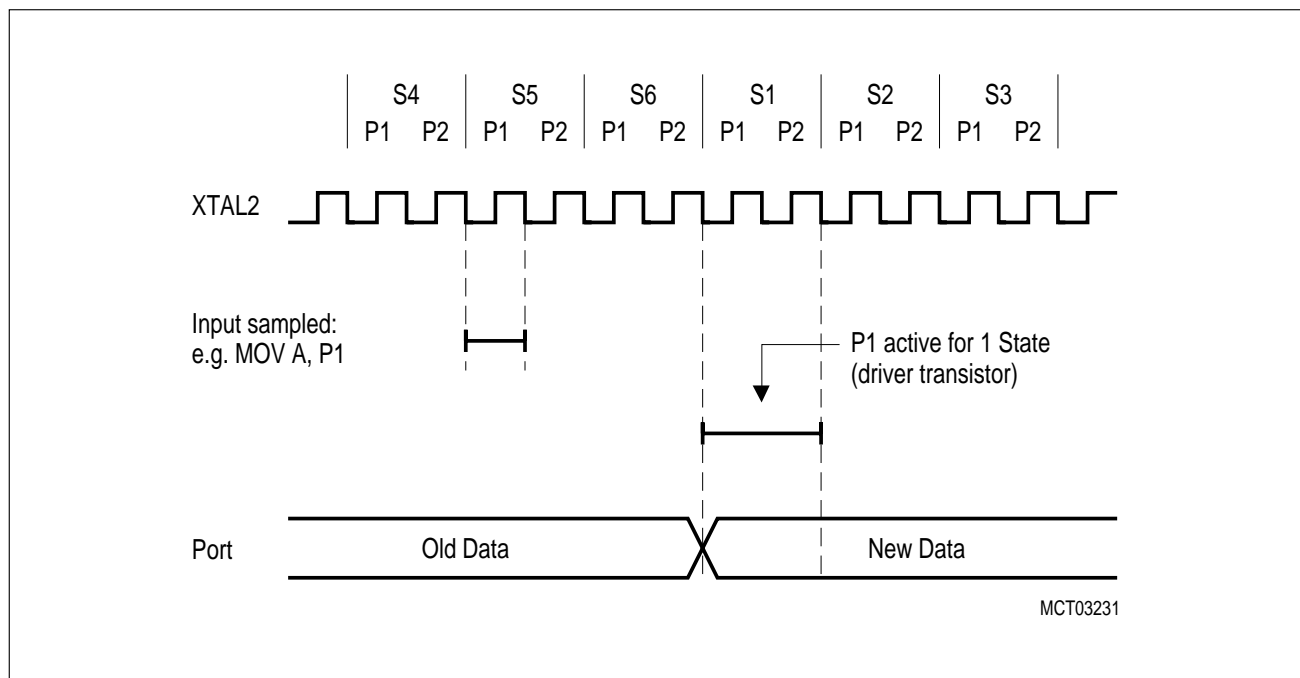 S4 S5 S6 S1 S2 S3
P1 P2 P1 P2 P1 P2 P1 P2 P1 P2 P1 P2
XTAL2
Input sampled:
e.g. MOV A, P1
P1 active for 1 State
(driver transistor)
Port Old Data New Data
MCT03231